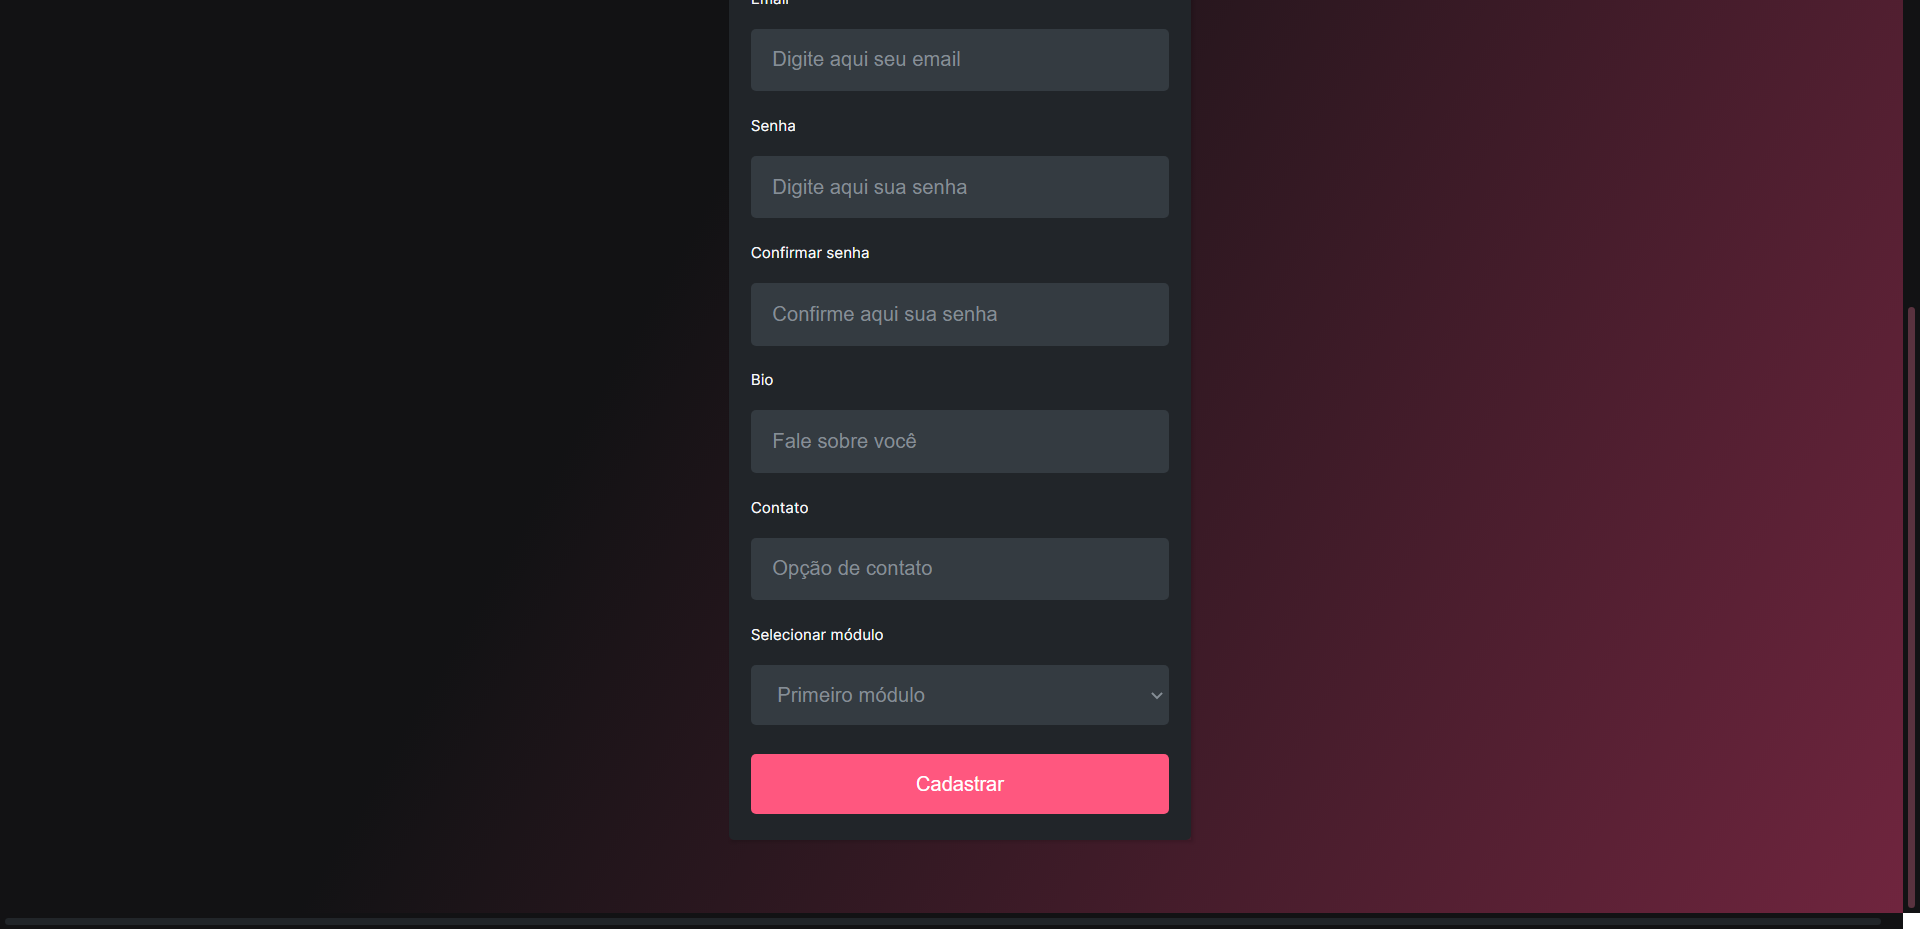 Email
Digite aqui seu email
Senha
Digite aqui sua senha
Confirmar senha
Confirme aqui sua senha
Bio
Fale sobre você
Contato
Opção de contato
Selecionar módulo
Primeiro módulo
Cadastrar